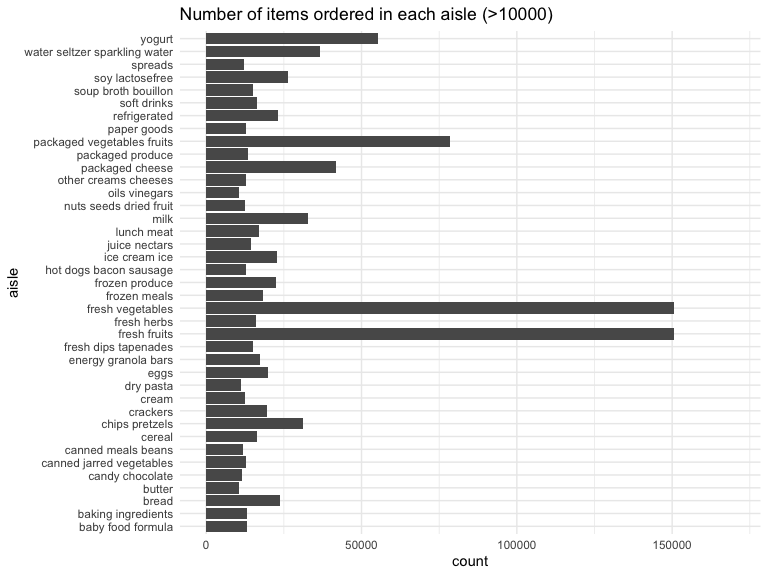 Number of items ordered in each aisle (>10000)
yogurt
water seltzer sparkling water
spreads
soy lactosefree
soup broth bouillon
soft drinks
refrigerated
paper goods
packaged vegetables fruits
packaged produce
packaged cheese
other creams cheeses
oils vinegars
nuts seeds dried fruit
milk
lunch meat
juice nectars
ice cream ice
hot dogs bacon sausage
frozen produce
frozen meals
fresh vegetables
fresh herbs
fresh fruits
fresh dips tapenades
energy granola bars
eggs
dry pasta
cream
crackers
chips pretzels
cereal
canned meals beans
canned jarred vegetables
candy chocolate
butter
bread
baking ingredients
baby food formula
aisle
0 50000 100000 150000
count